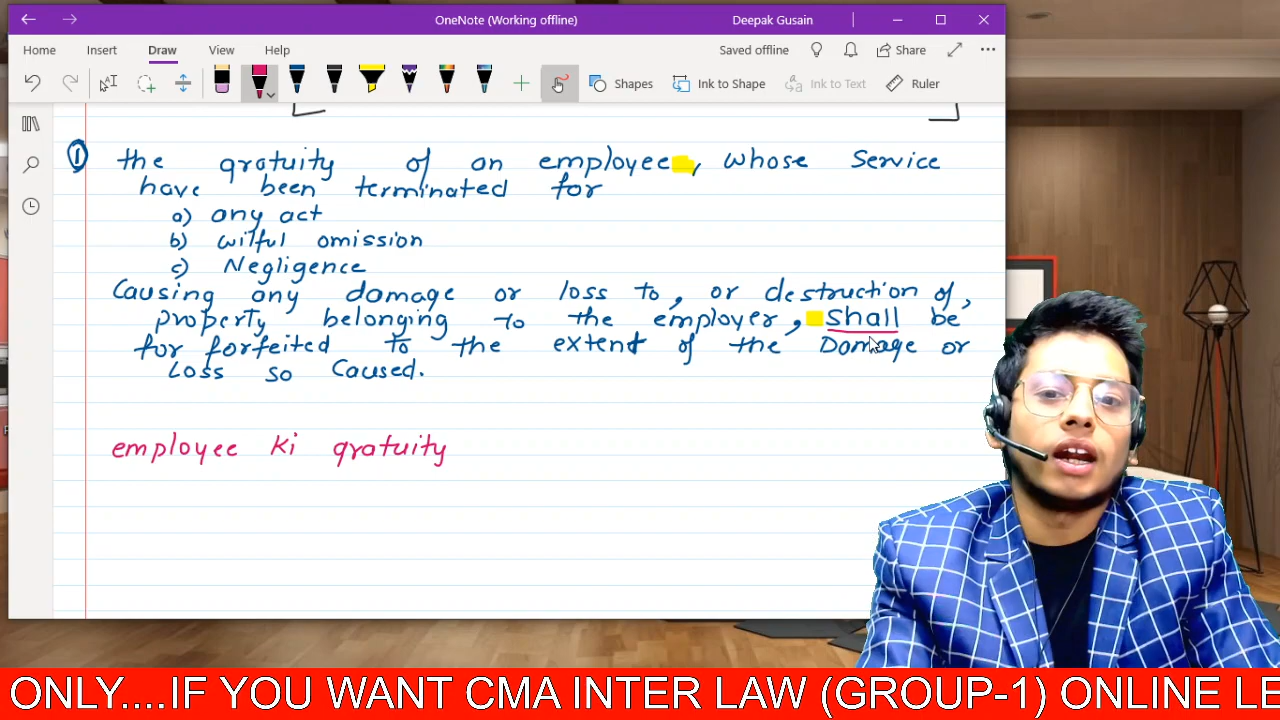 OneNote (Working offline)
Deepak Gusain
Home Insert Draw View Help
Saved offline
Share
Shapes
Ink to Shape
Ink to Text
Ruler
1 the gratuity of an employee, whose Service
have been terminated for
a) any act
b) wilful omission
c) Negligence
Causing any damage or loss to, or destruction of,
property belonging to the employer, shall be
for forfeited to the extent of the Damage or
Loss so Caused.
employee ki gratuity
ONLY....IF YOU WANT CMA INTER LAW (GROUP-1) ONLINE LE